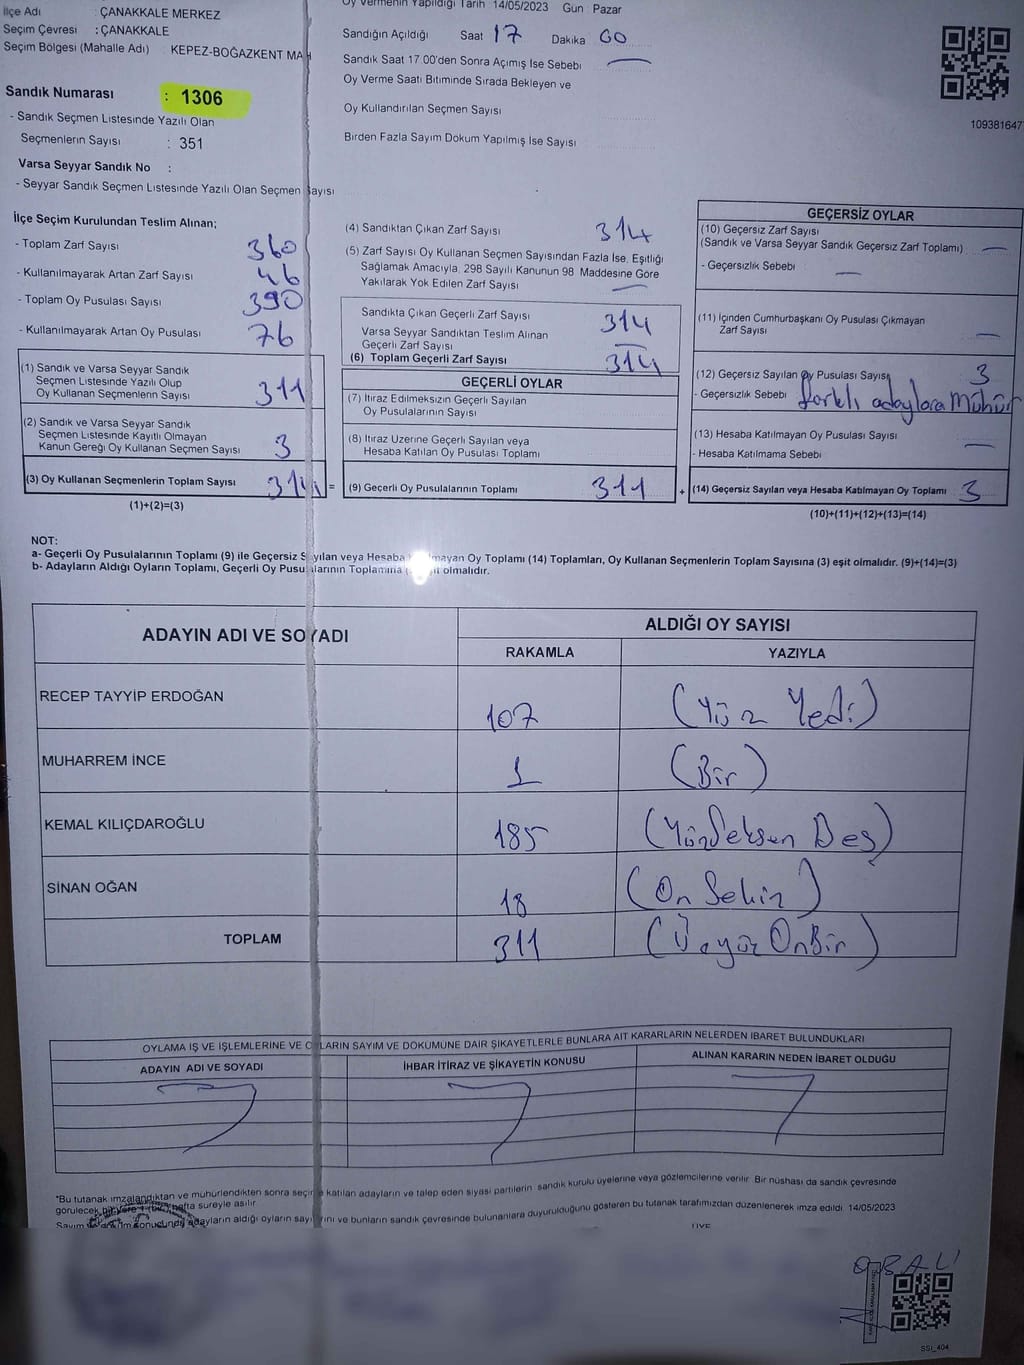 İlçe Adı : ÇANAKKALE MERKEZ
Seçim Çevresi : ÇANAKKALE
Seçim Bölgesi (Mahalle Adı) KEPEZ-BOĞAZKENT MAH
Sandık Numarası : 1306
- Sandık Seçmen Listesinde Yazılı Olan
Seçmenlerin Sayısı : 351
Varsa Seyyar Sandık No :
- Seyyar Sandık Seçmen Listesinde Yazılı Olan Seçmen Sayısı
Oy Vermenin Yapıldığı Tarih 14/05/2023 Gün Pazar
Sandığın Açıldığı Saat 17 Dakika 00
Sandık Saat 17.00'den Sonra Açımış İse Sebebi
Oy Verme Saati Bitiminde Sırada Bekleyen ve
Oy Kullandırılan Seçmen Sayısı
Birden Fazla Sayım Döküm Yapılmış İse Sayısı
109381647
İlçe Seçim Kurulundan Teslim Alınan;
- Toplam Zarf Sayısı 360
- Kullanılmayarak Artan Zarf Sayısı 46
- Toplam Oy Pusulası Sayısı 390
- Kullanılmayarak Artan Oy Pusulası 76
(1) Sandık ve Varsa Seyyar Sandık
Seçmen Listesinde Yazılı Olup
Oy Kullanan Seçmenlerin Sayısı 311
(2) Sandık ve Varsa Seyyar Sandık
Seçmen Listesinde Kayıtlı Olmayan
Kanun Gereği Oy Kullanan Seçmen Sayısı 3
(3) Oy Kullanan Seçmenlerin Toplam Sayısı 314 =
(1)+(2)=(3)
(4) Sandıktan Çıkan Zarf Sayısı 314
(5) Zarf Sayısı Oy Kullanan Seçmen Sayısından Fazla İse, Eşitliği
Sağlamak Amacıyla, 298 Sayılı Kanunun 98 Maddesine Göre
Yakılarak Yok Edilen Zarf Sayısı
Sandıkta Çıkan Geçerli Zarf Sayısı 314
Varsa Seyyar Sandıktan Teslim Alınan
Geçerli Zarf Sayısı
(6) Toplam Geçerli Zarf Sayısı 314
GEÇERLİ OYLAR
(7) İtiraz Edilmeksizin Geçerli Sayılan
Oy Pusulalarının Sayısı
(8) İtiraz Üzerine Geçerli Sayılan veya
Hesaba Katılan Oy Pusulası Toplamı
(9) Geçerli Oy Pusulalarının Toplamı 311 +
GEÇERSİZ OYLAR
(10) Geçersiz Zarf Sayısı
(Sandık ve Varsa Seyyar Sandık Geçersiz Zarf Toplamı)
- Geçersizlik Sebebi
(11) İçinden Cumhurbaşkanı Oy Pusulası Çıkmayan
Zarf Sayısı
(12) Geçersiz Sayılan Oy Pusulası Sayısı 3
- Geçersizlik Sebebi farklı adaylara Mühür
(13) Hesaba Katılmayan Oy Pusulası Sayısı
- Hesaba Katılmama Sebebi
(14) Geçersiz Sayılan veya Hesaba Katılmayan Oy Toplamı 3
(10)+(11)+(12)+(13)=(14)
NOT:
a- Geçerli Oy Pusulalarının Toplamı (9) ile Geçersiz Sayılan veya Hesaba Katılmayan Oy Toplamı (14) Toplamları, Oy Kullanan Seçmenlerin Toplam Sayısına (3) eşit olmalıdır. (9)+(14)=(3)
b- Adayların Aldığı Oyların Toplamı, Geçerli Oy Pusulalarının Toplamına eşit olmalıdır.
ADAYIN ADI VE SOYADI ALDIĞI OY SAYISI
RAKAMLA YAZIYLA
RECEP TAYYİP ERDOĞAN 107 (Yüz Yedi)
MUHARREM İNCE 1 (Bir)
KEMAL KILIÇDAROĞLU 185 (Yüzseksen Beş)
SİNAN OĞAN 18 (On Sekiz)
TOPLAM 311 (Üçyüz OnBir)
OYLAMA İŞ VE İŞLEMLERİNE VE OYLARIN SAYIM VE DÖKÜMÜNE DAİR ŞİKAYETLERLE BUNLARA AİT KARARLARIN NELERDEN İBARET BULUNDUKLARI
ADAYIN ADI VE SOYADI İHBAR İTİRAZ VE ŞİKAYETİN KONUSU ALINAN KARARIN NEDEN İBARET OLDUĞU
*Bu tutanak imzalandıktan ve mühürlendikten sonra seçime katılan adayların ve talep eden siyasi partilerin sandık kurulu üyelerine veya gözlemcilerine verilir. Bir nüshası da sandık çevresinde
görülecek bir yere 1 (bir) hafta süreyle asılır
Sayım ve döküm sonucunda adayların aldığı oyların sayısını ve bunların sandık çevresinde bulunanlara duyurulduğunu gösteren bu tutanak tarafımızdan düzenlenerek imza edildi 14/05/2023
ÜYE
SSI_404